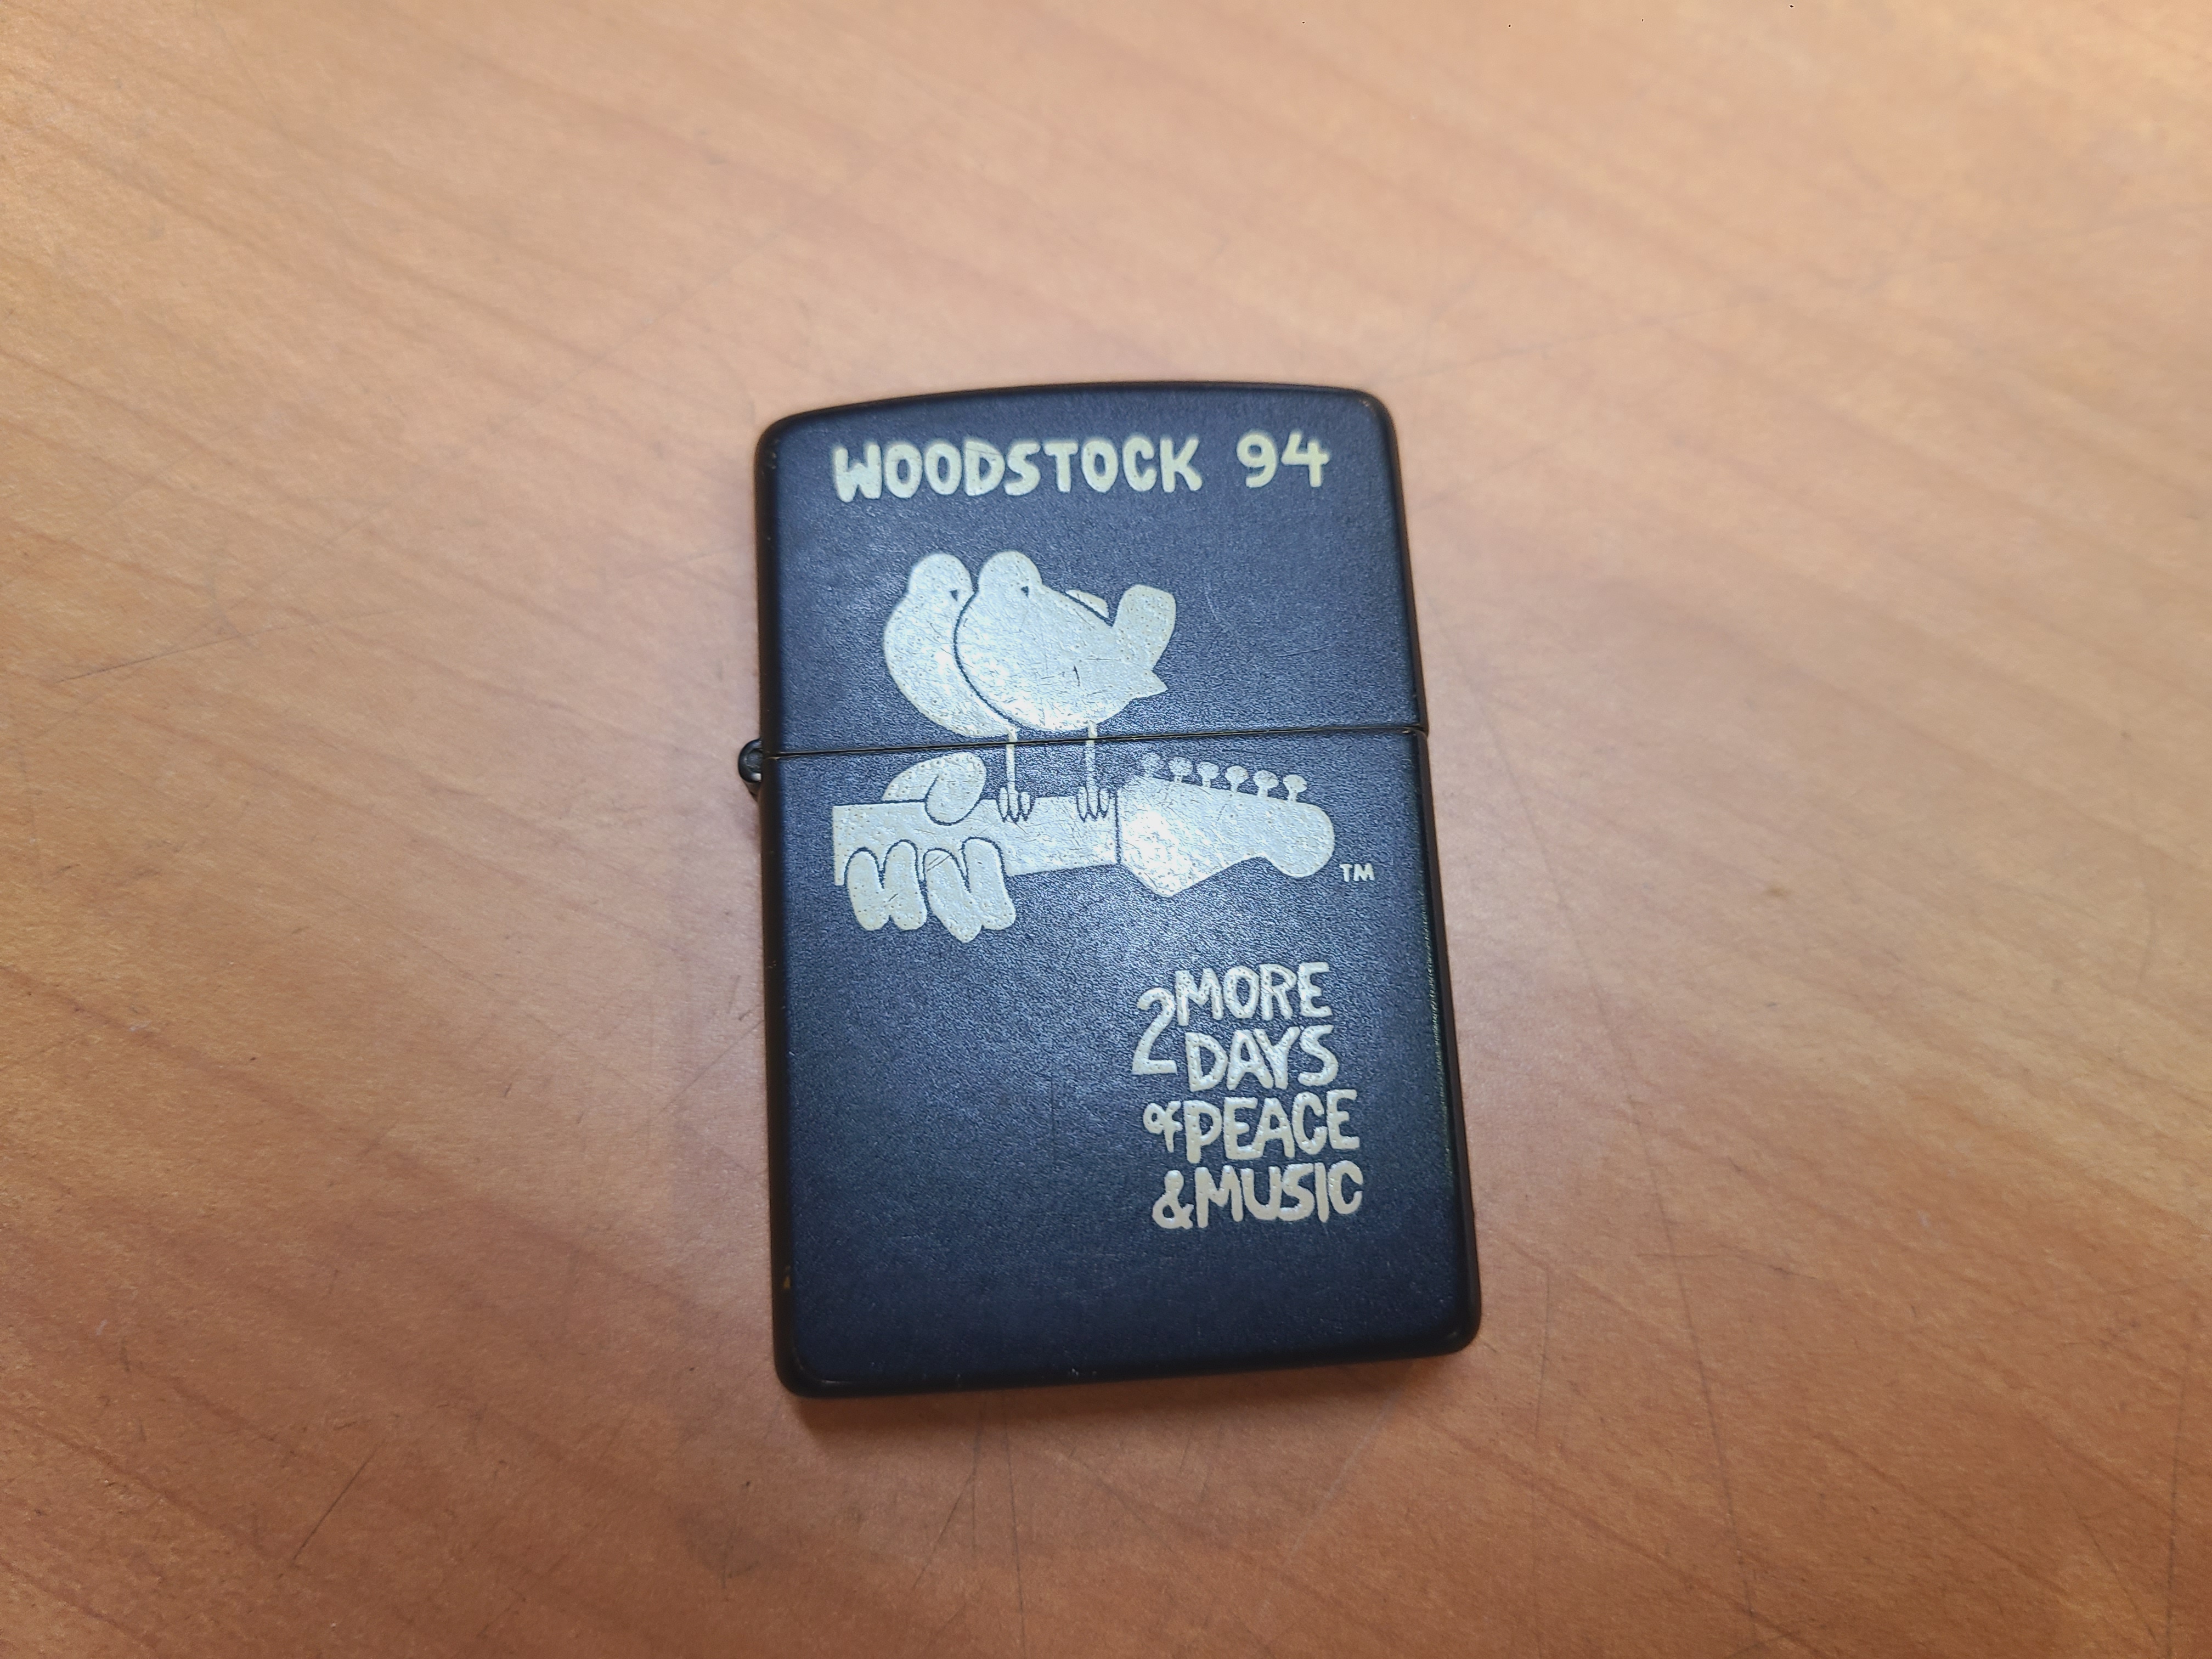 WOODSTOCK 94
TM
2 MORE
DAYS
of PEACE
& MUSIC